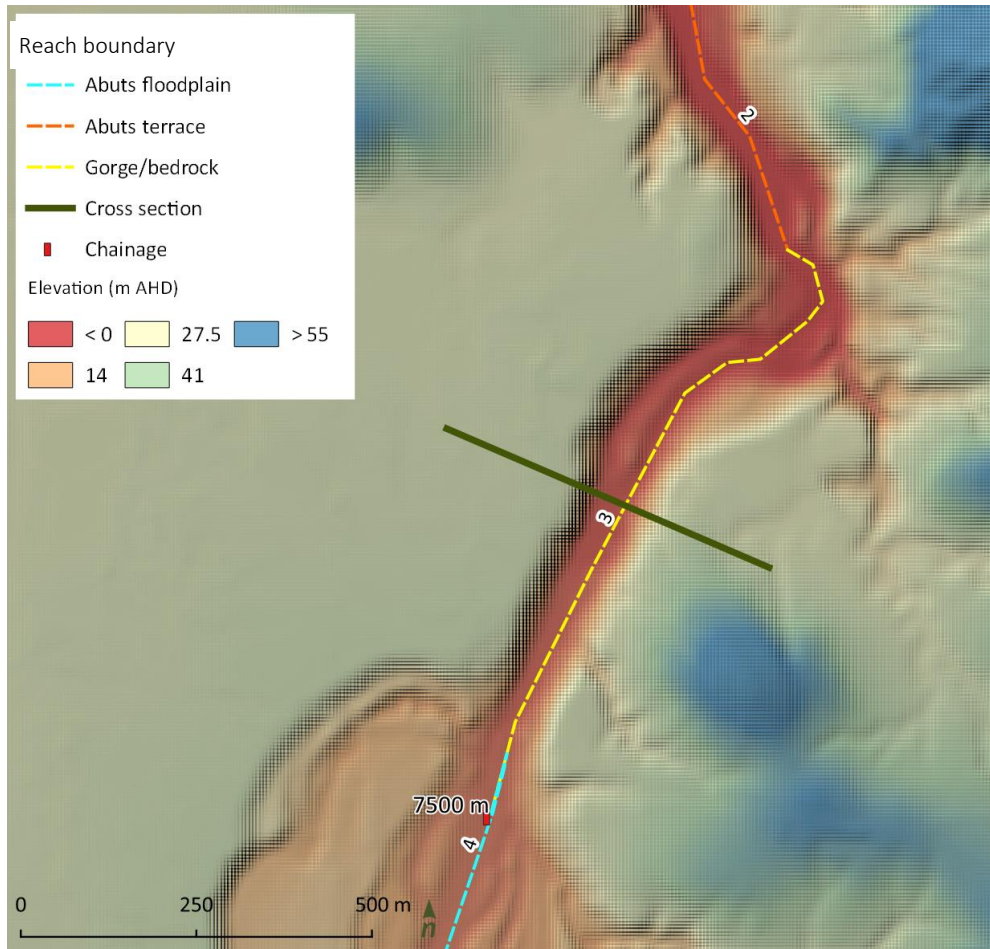 Reach boundary
Abuts floodplain
Abuts terrace
Gorge/bedrock
Cross section
Chainage
Elevation (m AHD)
< 0 27.5 > 55
14 41
2
3
7500 m
4
0 250 500 m
n